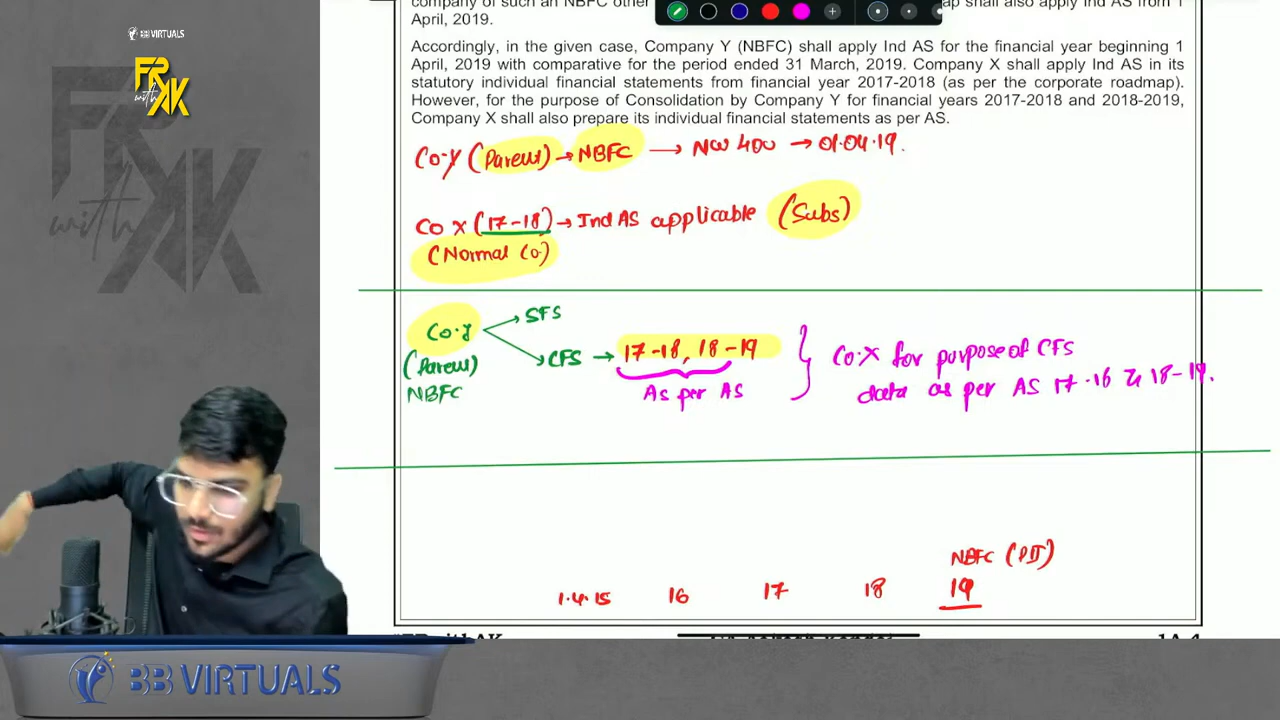 company of such an NBFC other
ap shall also apply Ind AS from 1
April, 2019.
BB VIRTUALS
FR
with
AK
Accordingly, in the given case, Company Y (NBFC) shall apply Ind AS for the financial year beginning 1
April, 2019 with comparative for the period ended 31 March, 2019. Company X shall apply Ind AS in its
statutory individual financial statements from financial year 2017-2018 (as per the corporate roadmap).
However, for the purpose of Consolidation by Company Y for financial years 2017-2018 and 2018-2019,
Company X shall also prepare its individual financial statements as per AS.
Co·Y (Parent) → NBFC → NW 400 → 01.04.19.
Co X (17-18) → Ind AS applicable (Subs)
(Normal Co.)
FR
with
AK
Co·Y → SFS
(Parent) → CFS → 17-18, 18-19 } Co·X for purpose of CFS
NBFC As per AS data as per AS 17-18 & 18-19.
NBFC (PII)
1.4.15 16 17 18 19
BB VIRTUALS